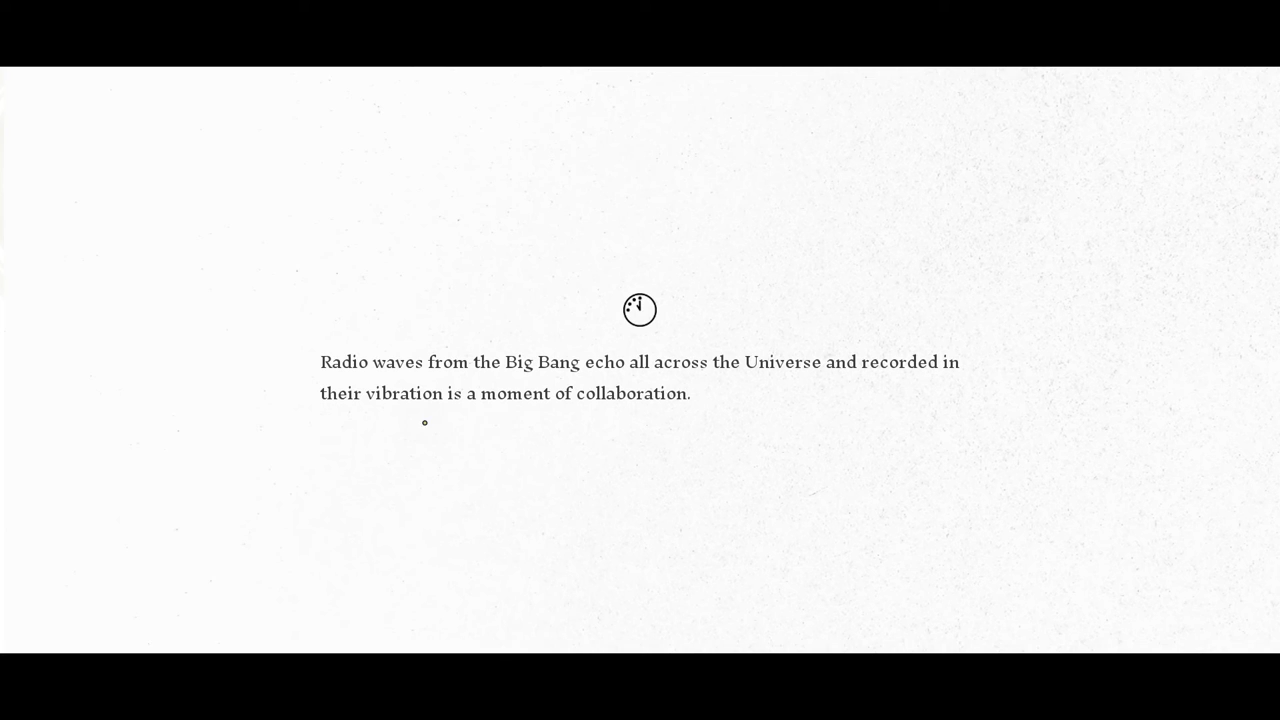 Radio waves from the Big Bang echo all across the Universe and recorded in
their vibration is a moment of collaboration.